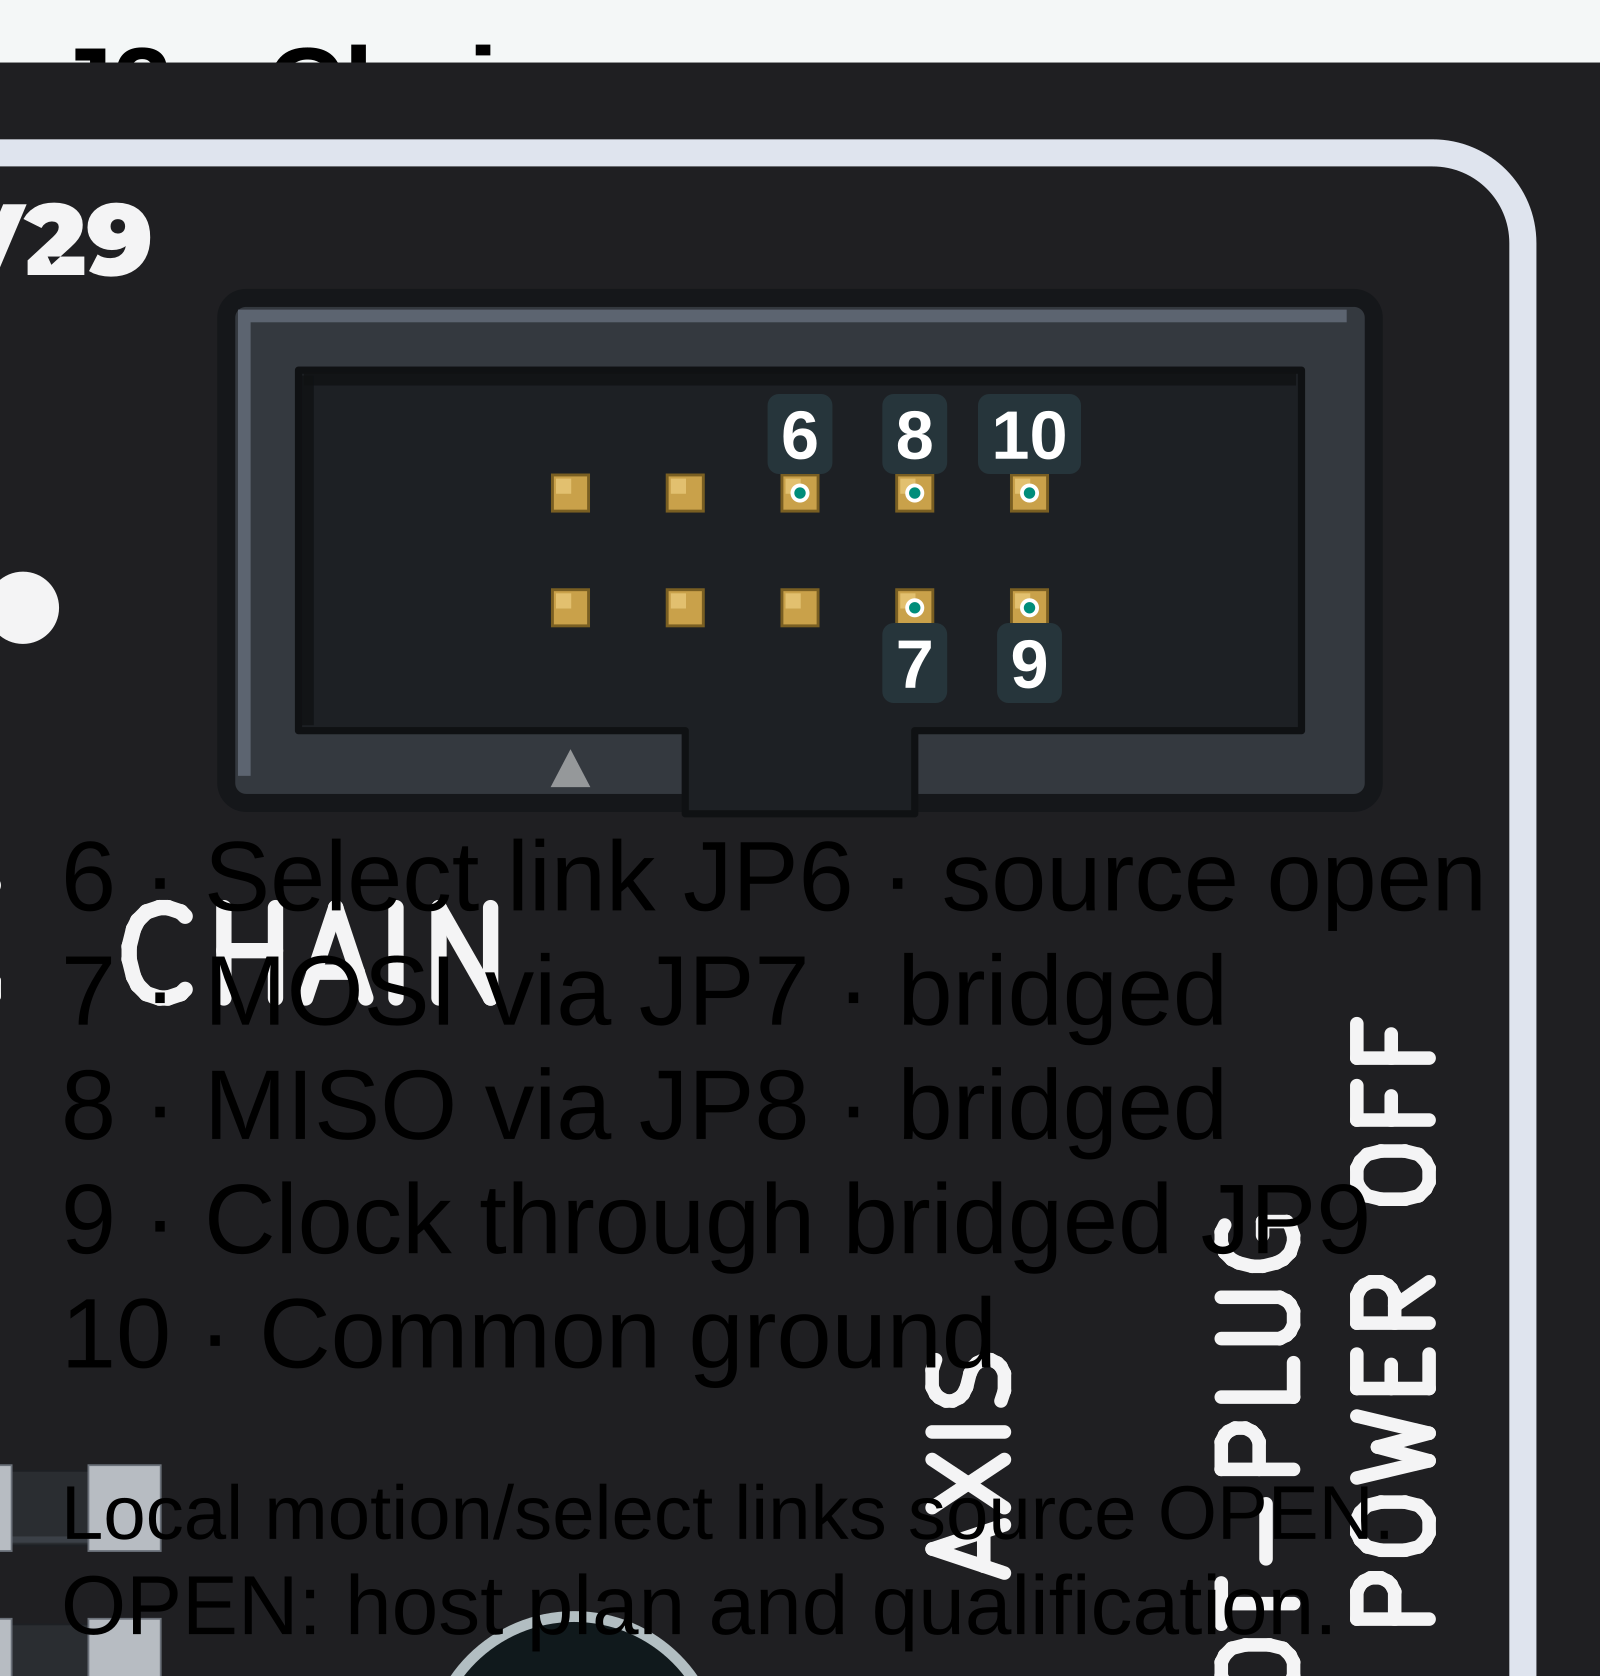 /29
6 8 10
7 9
6 · Select link JP6 · source open
CHAIN
7 · MOSI via JP7 · bridged
8 · MISO via JP8 · bridged
9 · Clock through bridged JP9
10 · Common ground
AXIS
-PLUG
POWER OFF
Local motion/select links source OPEN.
OPEN: host plan and qualification.